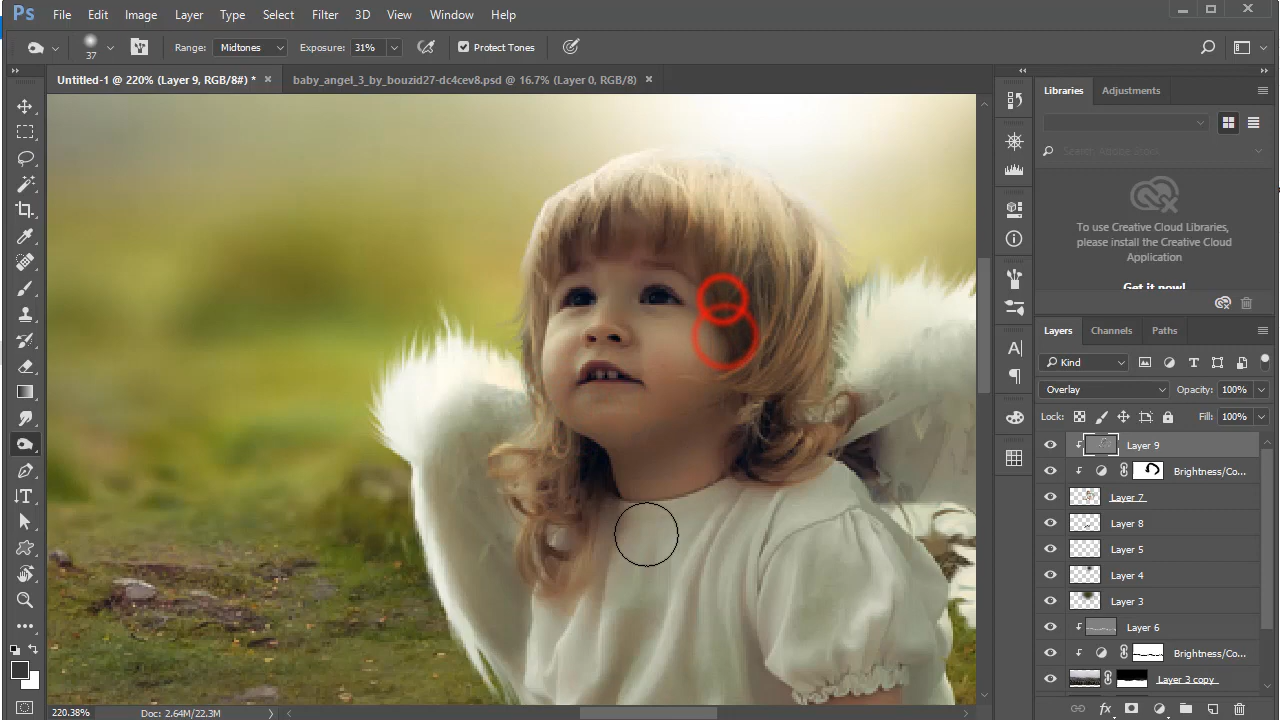 Ps File Edit Image Layer Type Select Filter 3D View Window Help
37 Range: Midtones Exposure: 31% Protect Tones
Untitled-1 @ 220% (Layer 9, RGB/8#) * × baby_angel_3_by_bouzid27-dc4cev8.psd @ 16.7% (Layer 0, RGB/8) ×
Libraries Adjustments
Search Adobe Stock
To use Creative Cloud Libraries,
please install the Creative Cloud
Application
Get it now!
Layers Channels Paths
Kind
Overlay Opacity: 100%
Lock: Fill: 100%
Layer 9
Brightness/Co...
Layer 7
Layer 8
Layer 5
Layer 4
Layer 3
Layer 6
Brightness/Co...
Layer 3 copy
220.38% Doc: 2.64M/22.3M